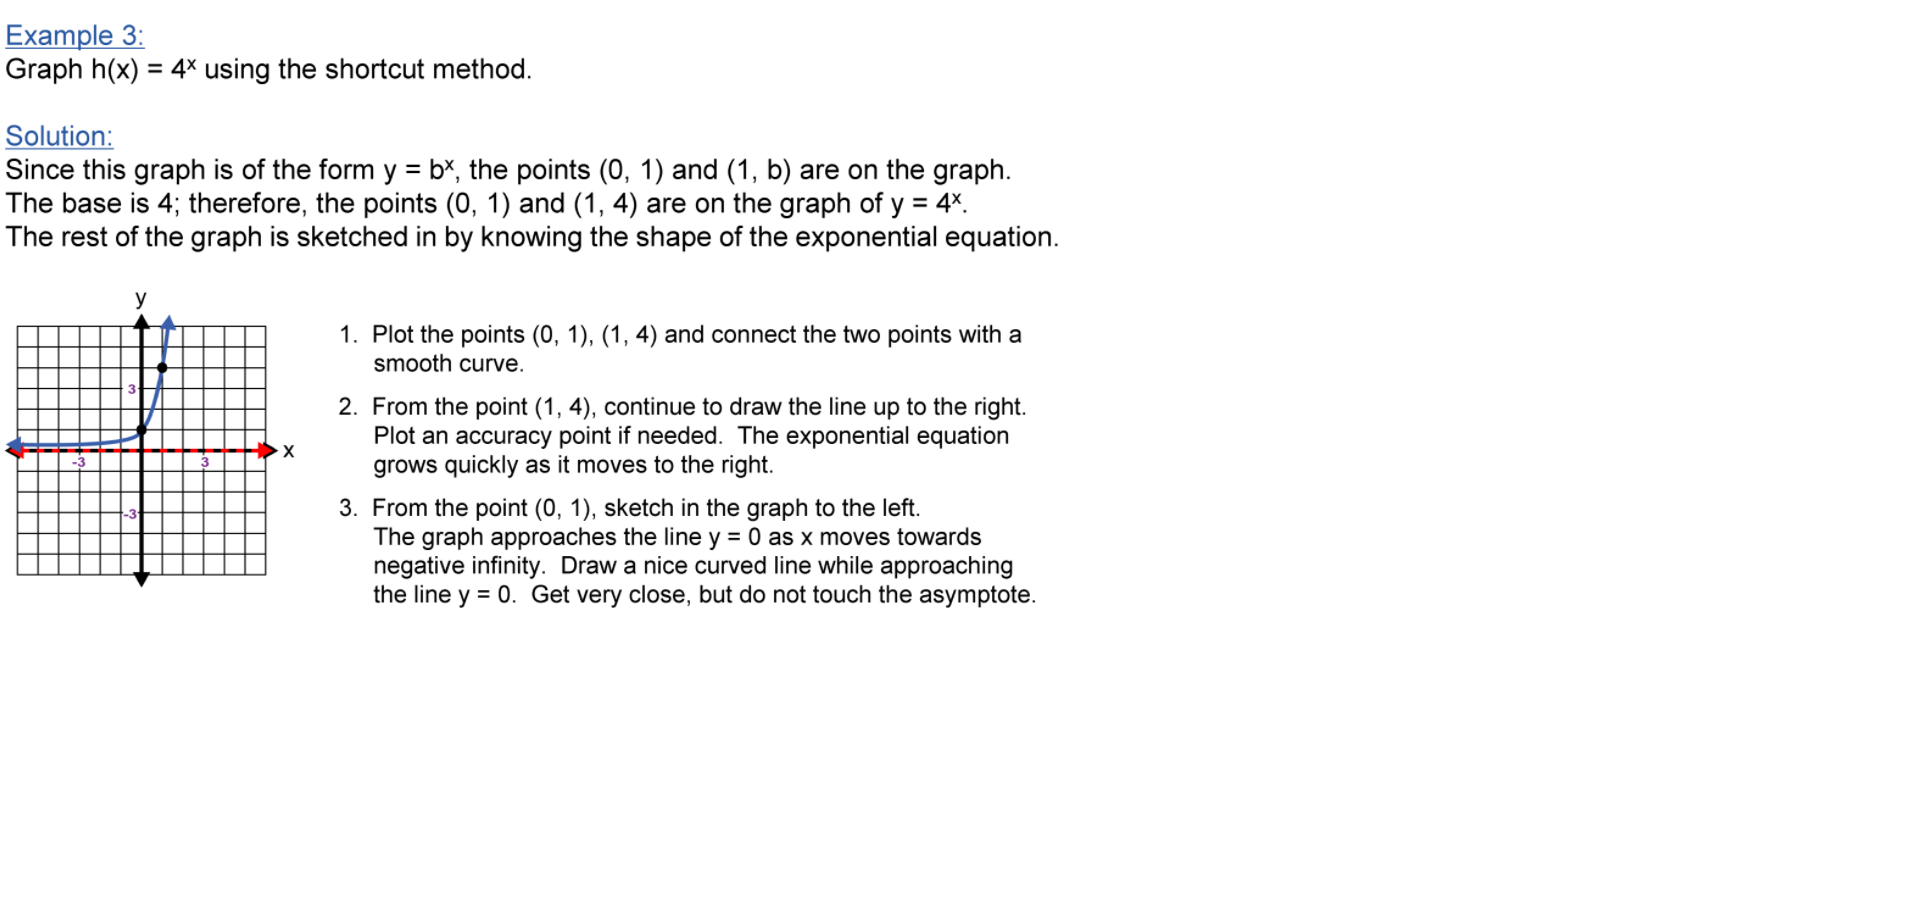 Example 3:
Graph h(x) = 4ˣ using the shortcut method.
Solution:
Since this graph is of the form y = bˣ, the points (0, 1) and (1, b) are on the graph.
The base is 4; therefore, the points (0, 1) and (1, 4) are on the graph of y = 4ˣ.
The rest of the graph is sketched in by knowing the shape of the exponential equation.
y
3
x
-3
3
-3
1. Plot the points (0, 1), (1, 4) and connect the two points with a
smooth curve.
2. From the point (1, 4), continue to draw the line up to the right.
Plot an accuracy point if needed. The exponential equation
grows quickly as it moves to the right.
3. From the point (0, 1), sketch in the graph to the left.
The graph approaches the line y = 0 as x moves towards
negative infinity. Draw a nice curved line while approaching
the line y = 0. Get very close, but do not touch the asymptote.